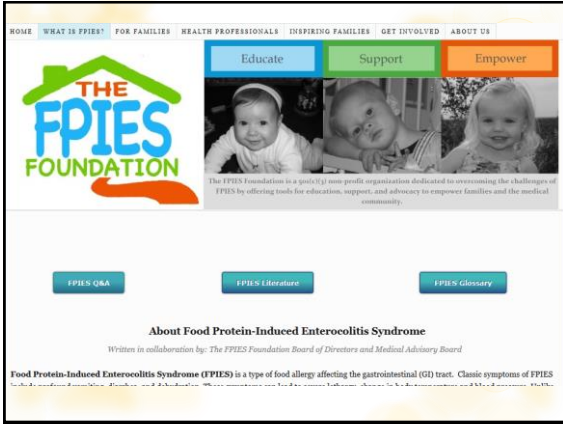 HOME WHAT IS FPIES? FOR FAMILIES HEALTH PROFESSIONALS INSPIRING FAMILIES GET INVOLVED ABOUT US
THE
FPIES
FOUNDATION
Educate Support Empower
The FPIES Foundation is a 501(c)(3) non-profit organization dedicated to overcoming the challenges of
FPIES by offering tools for education, support, and advocacy to empower families and the medical
community.
FPIES Q&A FPIES Literature FPIES Glossary
About Food Protein-Induced Enterocolitis Syndrome
Written in collaboration by: The FPIES Foundation Board of Directors and Medical Advisory Board
Food Protein-Induced Enterocolitis Syndrome (FPIES) is a type of food allergy affecting the gastrointestinal (GI) tract. Classic symptoms of FPIES